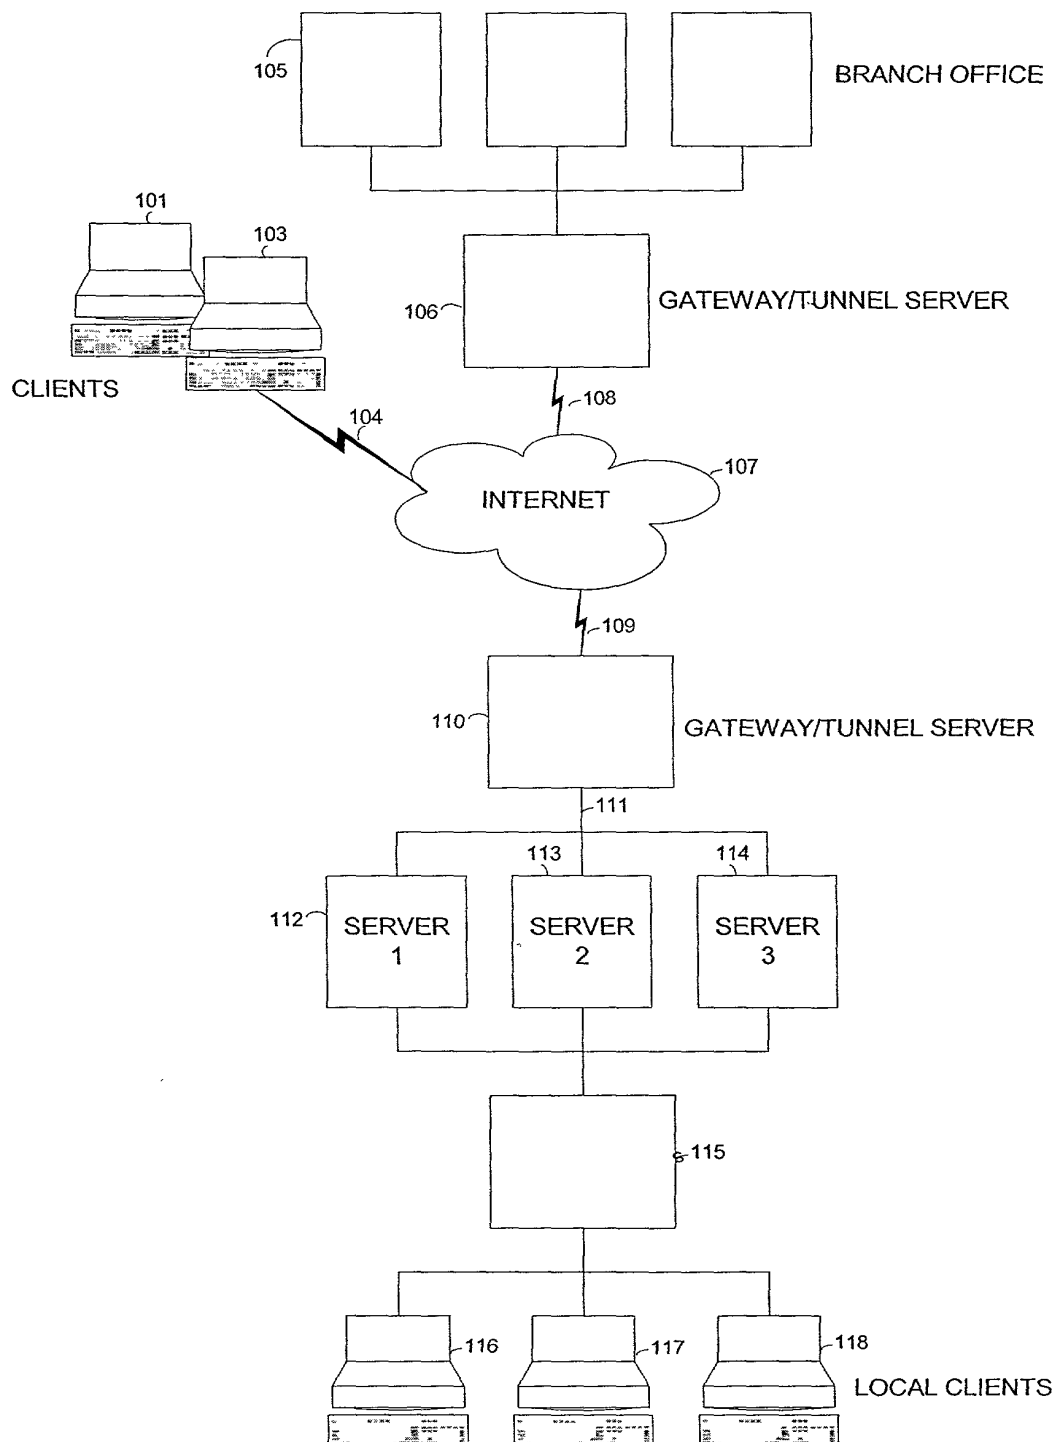 105
BRANCH OFFICE
101
103
106
GATEWAY/TUNNEL SERVER
CLIENTS
104
108
107
INTERNET
109
110
GATEWAY/TUNNEL SERVER
111
113
114
112
SERVER
1
SERVER
2
SERVER
3
115
116
117
118
LOCAL CLIENTS